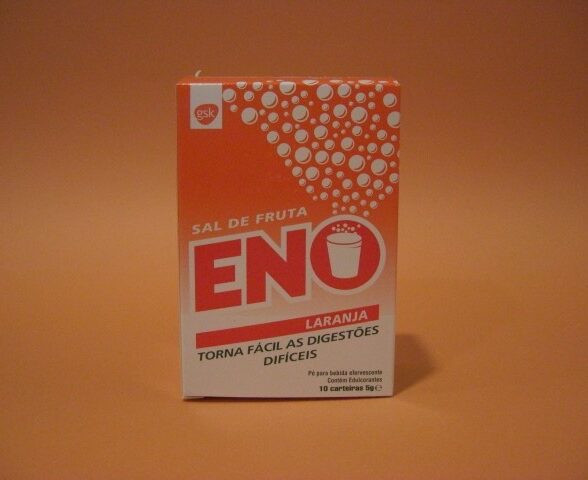 gsk
SAL DE FRUTA
ENO
LARANJA
TORNA FÁCIL AS DIGESTÕES
DIFÍCEIS
Pó para bebida efervescente
Contém Edulcorantes
10 carteiras 5g℮